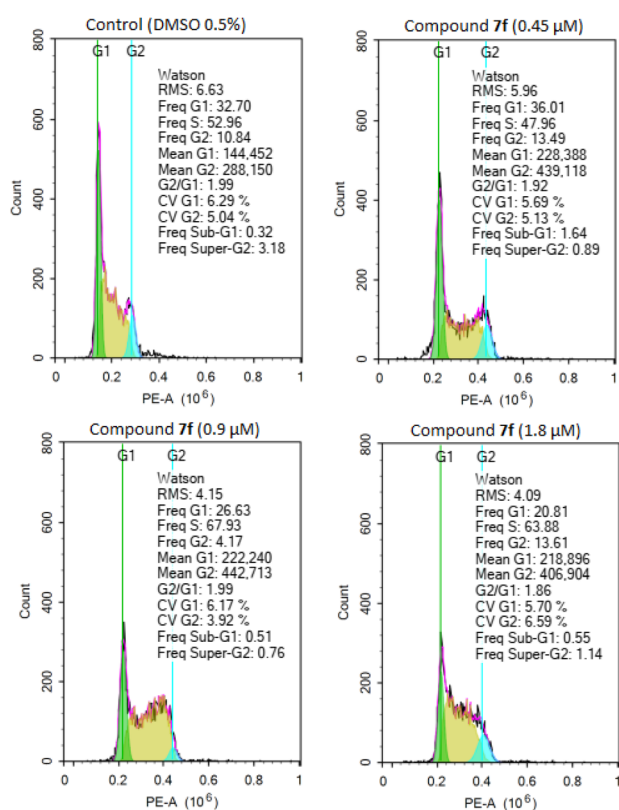 Control (DMSO 0.5%)
800
600
400
200
0
Count
G1
G2
Watson
RMS: 6.63
Freq G1: 32.70
Freq S: 52.96
Freq G2: 10.84
Mean G1: 144,452
Mean G2: 288,150
G2/G1: 1.99
CV G1: 6.29 %
CV G2: 5.04 %
Freq Sub-G1: 0.32
Freq Super-G2: 3.18
0 0.2 0.4 0.6 0.8 1
PE-A (10^6)
Compound 7f (0.45 µM)
800
600
400
200
0
Count
G1
G2
Watson
RMS: 5.96
Freq G1: 36.01
Freq S: 47.96
Freq G2: 13.49
Mean G1: 228,388
Mean G2: 439,118
G2/G1: 1.92
CV G1: 5.69 %
CV G2: 5.13 %
Freq Sub-G1: 1.64
Freq Super-G2: 0.89
0 0.2 0.4 0.6 0.8 1
PE-A (10^6)
Compound 7f (0.9 µM)
800
600
400
200
0
Count
G1
G2
Watson
RMS: 4.15
Freq G1: 26.63
Freq S: 67.93
Freq G2: 4.17
Mean G1: 222,240
Mean G2: 442,713
G2/G1: 1.99
CV G1: 6.17 %
CV G2: 3.92 %
Freq Sub-G1: 0.51
Freq Super-G2: 0.76
0 0.2 0.4 0.6 0.8 1
PE-A (10^6)
Compound 7f (1.8 µM)
800
600
400
200
0
Count
G1
G2
Watson
RMS: 4.09
Freq G1: 20.81
Freq S: 63.88
Freq G2: 13.61
Mean G1: 218,896
Mean G2: 406,904
G2/G1: 1.86
CV G1: 5.70 %
CV G2: 6.59 %
Freq Sub-G1: 0.55
Freq Super-G2: 1.14
0 0.2 0.4 0.6 0.8 1
PE-A (10^6)